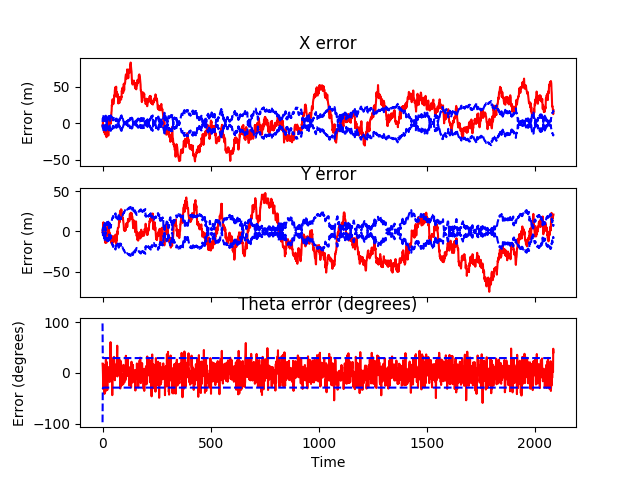 X error
Error (m)
50
0
−50
Y error
Error (m)
50
0
−50
Theta error (degrees)
Error (degrees)
100
0
−100
0 500 1000 1500 2000
Time